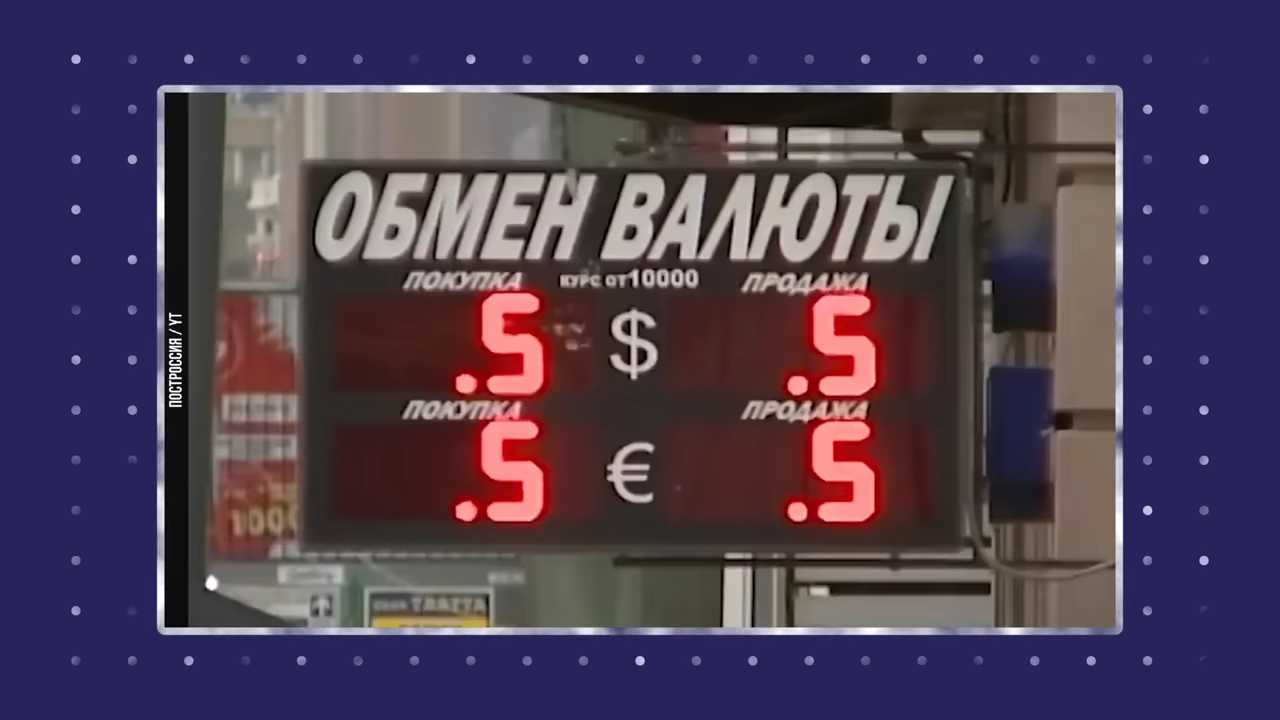 ОБМЕН ВАЛЮТЫ
ПОКУПКА КУРС ОТ 10000 ПРОДАЖА
.5 $ .5
ПОКУПКА ПРОДАЖА
.5 € .5
ПОСТРОССИЯ / YT